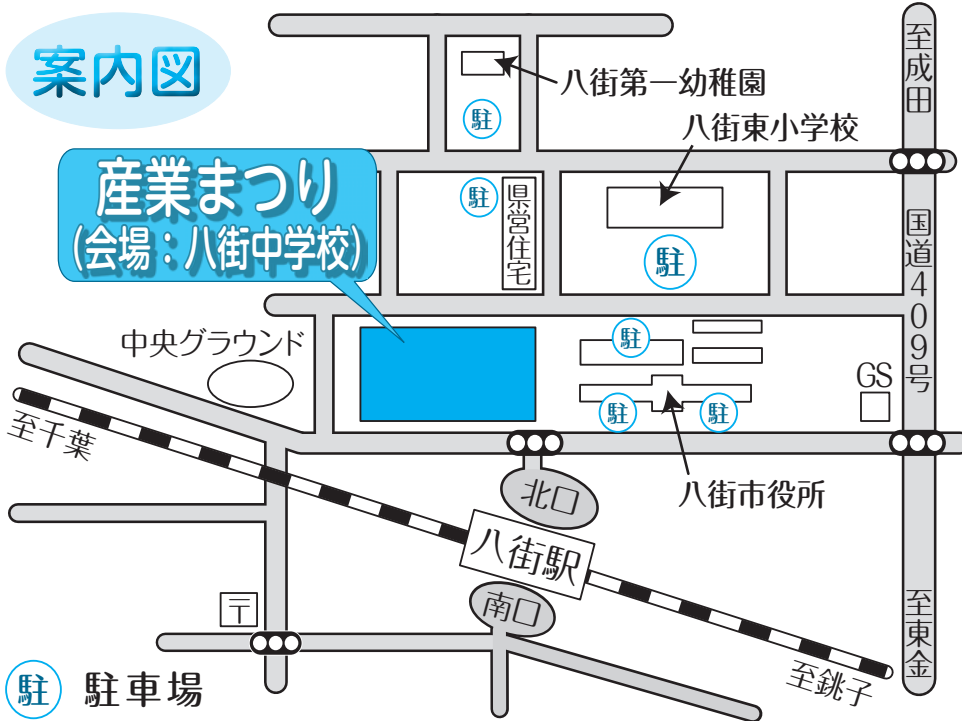 案内図
至成田
八街第一幼稚園
駐
八街東小学校
産業まつり
(会場：八街中学校)
駐
県営住宅
駐
国道409号
中央グラウンド
駐
GS
駐
駐
至千葉
北口
八街市役所
八街駅
南口
〒
至東金
至銚子
駐 駐車場